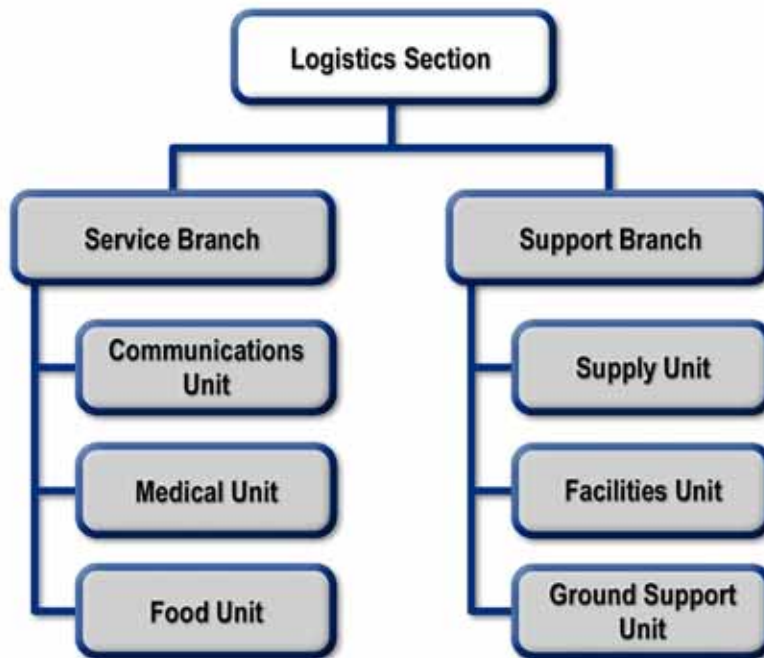 Logistics Section
Service Branch
Communications
Unit
Medical Unit
Food Unit
Support Branch
Supply Unit
Facilities Unit
Ground Support
Unit